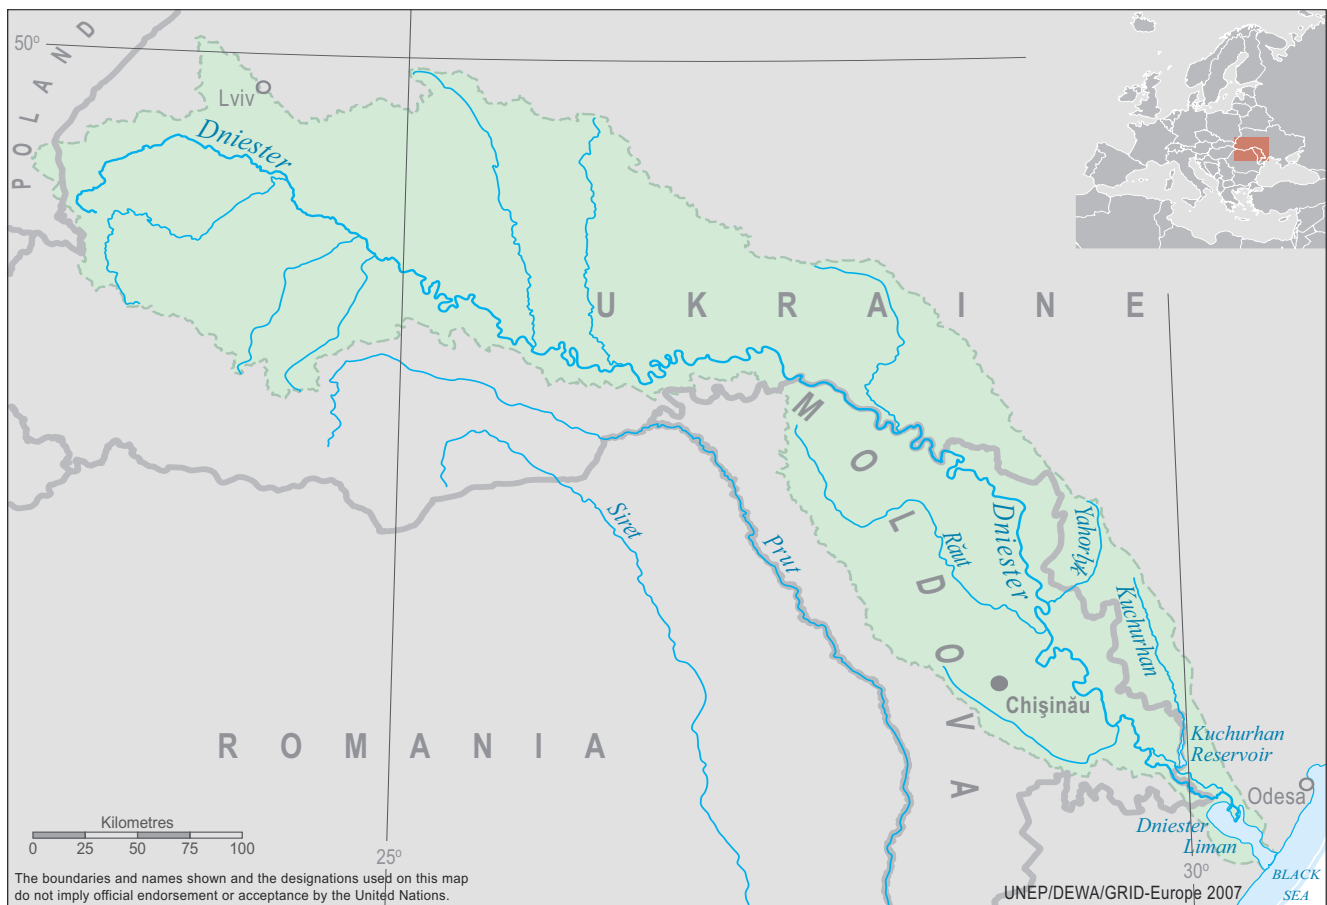 50º
POLAND
Lviv
Dniester
UKRAINE
MOLDOVA
Siret
Prut
Răut
Dniester
Yahorlyk
Kuchurhan
Chişinău
ROMANIA
Kuchurhan
Reservoir
Odesa
Dniester
Liman
Kilometres
0 25 50 75 100
25º
30º
BLACK
SEA
The boundaries and names shown and the designations used on this map
do not imply official endorsement or acceptance by the United Nations.
UNEP/DEWA/GRID-Europe 2007